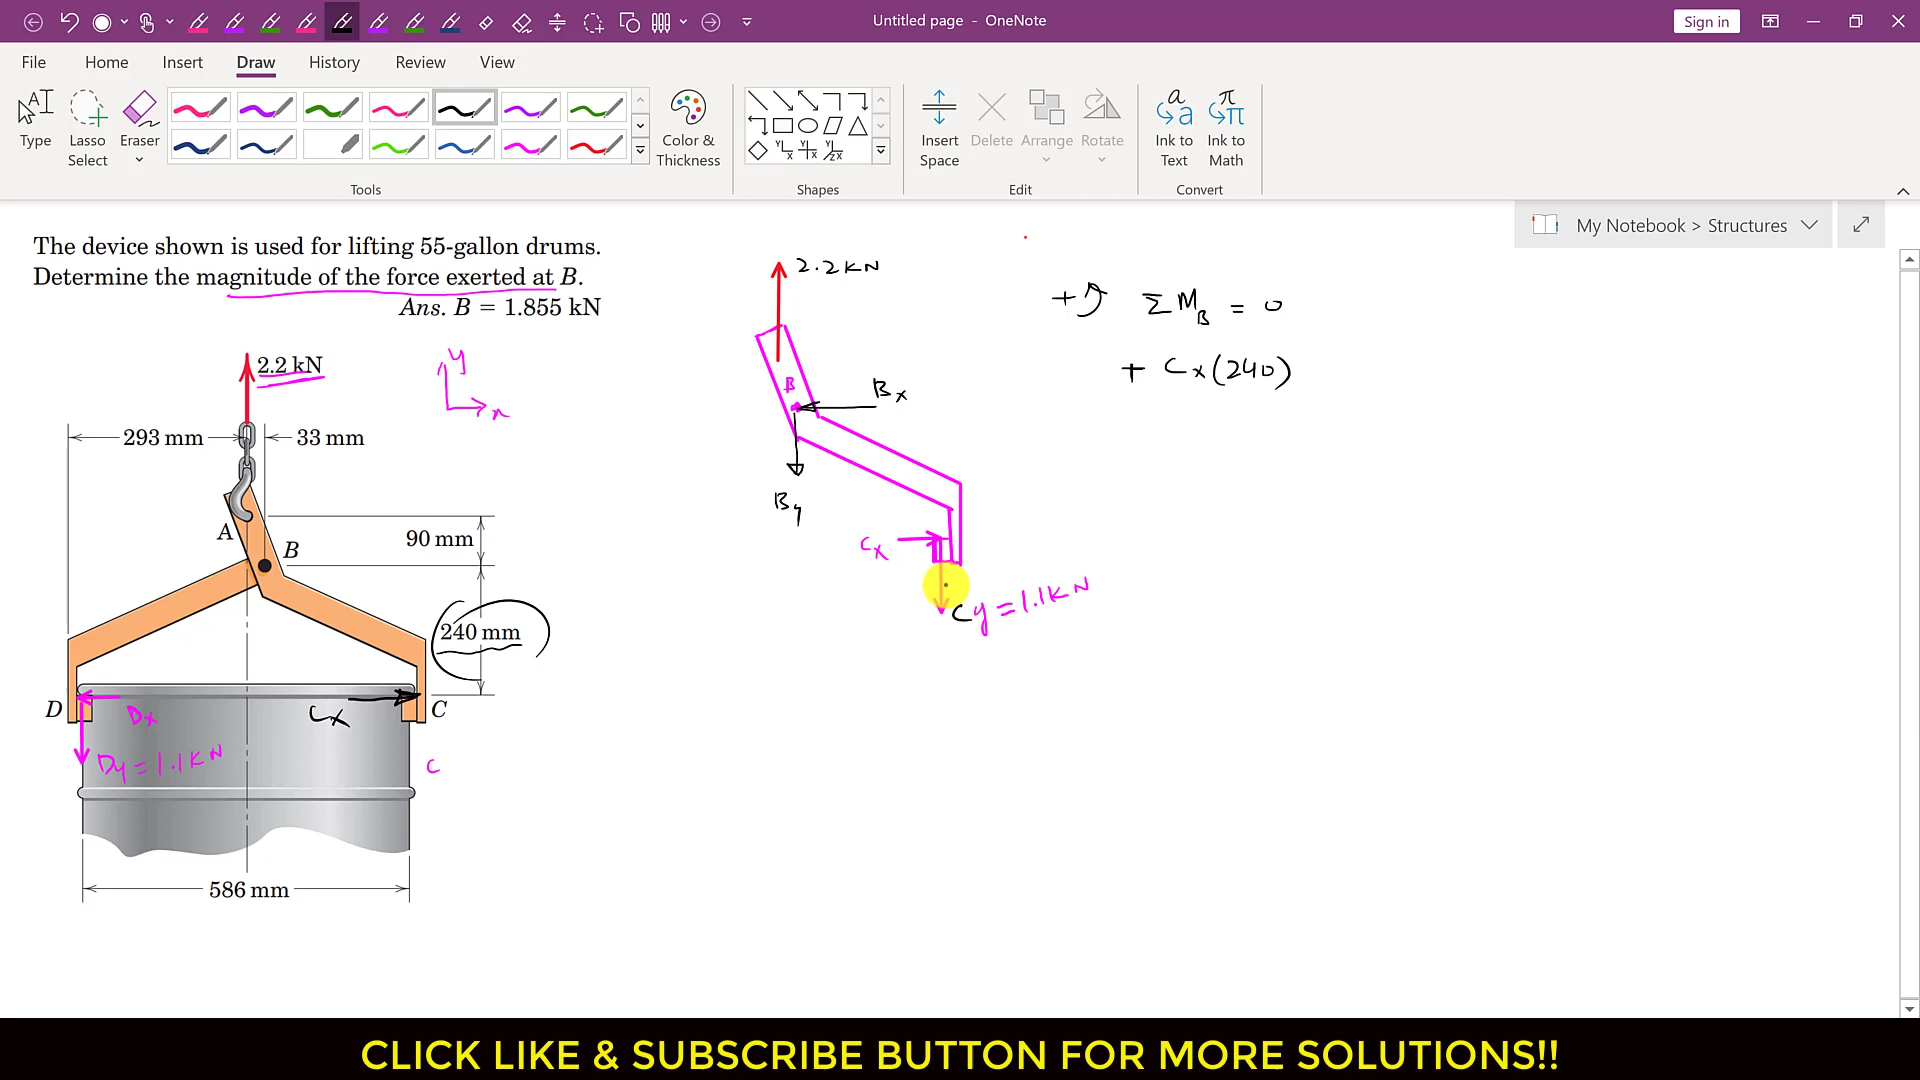 Untitled page - OneNote
Sign in
File Home Insert Draw History Review View
Type
Lasso Select
Eraser
Color & Thickness
Insert Space
Delete
Arrange
Rotate
Ink to Text
Ink to Math
Tools
Shapes
Edit
Convert
My Notebook > Structures
The device shown is used for lifting 55-gallon drums.
Determine the magnitude of the force exerted at B.
Ans. B = 1.855 kN
2.2 kN
y
x
293 mm
33 mm
A
B
90 mm
240 mm
D
Dx
Cx
C
Dy = 1.1KN
C
586 mm
2.2KN
B
Bx
By
Cx
Cy = 1.1KN
+ ΣM_B = 0
+ Cx(240)
CLICK LIKE & SUBSCRIBE BUTTON FOR MORE SOLUTIONS!!